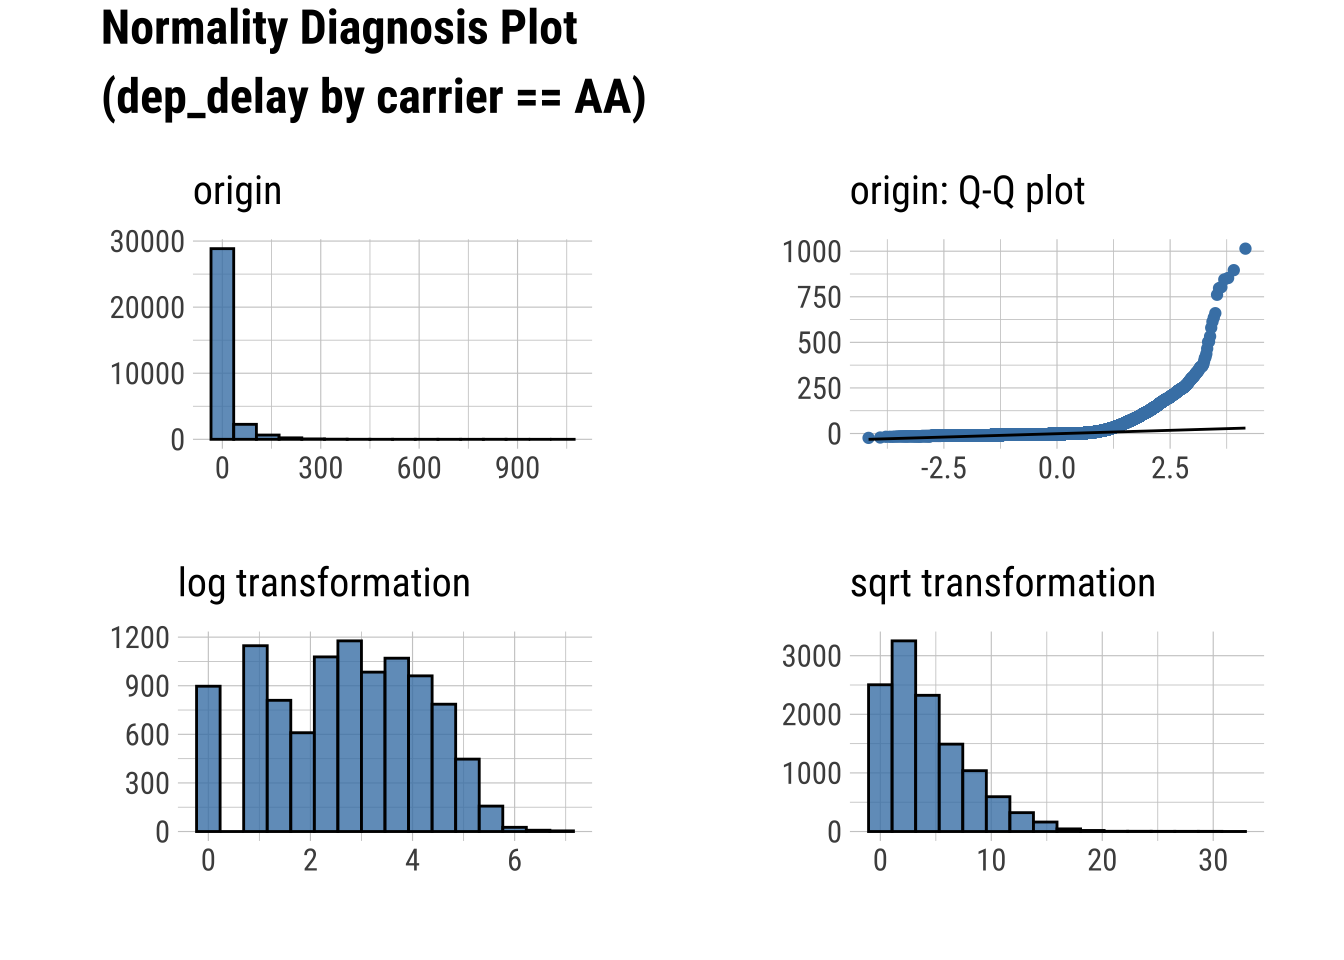 Normality Diagnosis Plot
(dep_delay by carrier == AA)
origin
30000
20000
10000
0
0 300 600 900
origin: Q-Q plot
1000
750
500
250
0
-2.5 0.0 2.5
log transformation
1200
900
600
300
0
0 2 4 6
sqrt transformation
3000
2000
1000
0
0 10 20 30